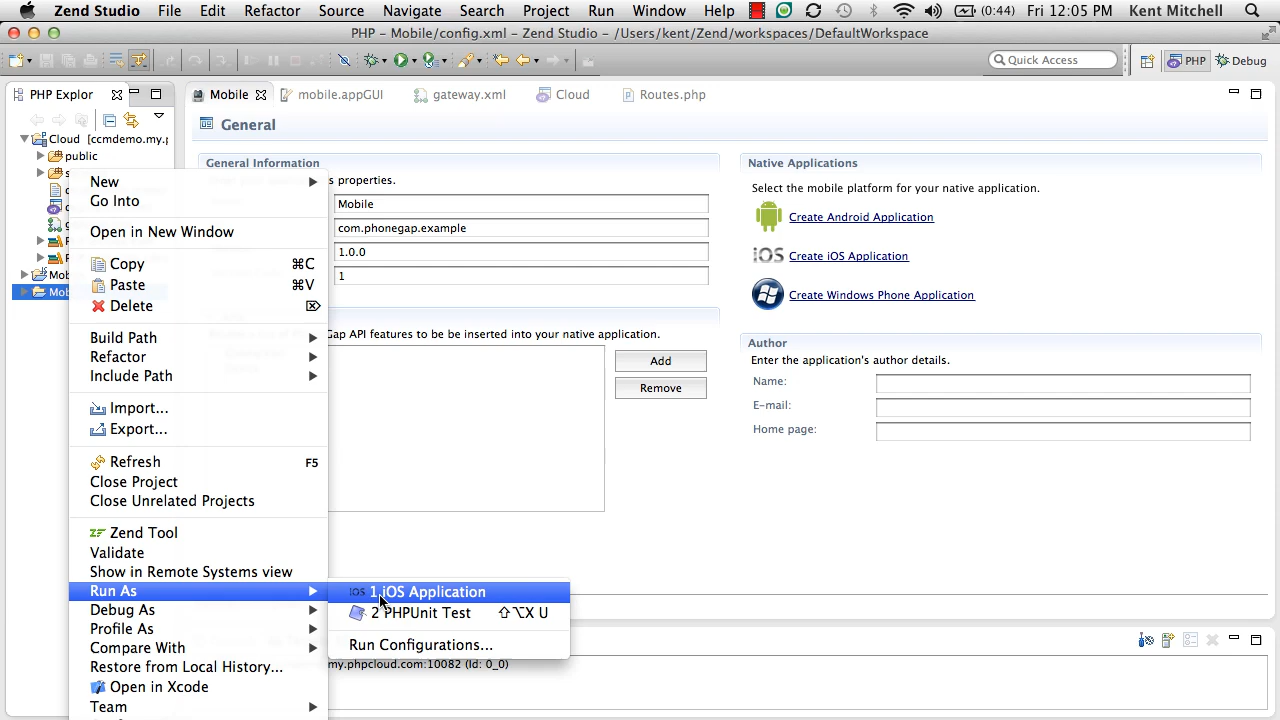 Zend Studio File Edit Refactor Source Navigate Search Project Run Window Help (0:44) Fri 12:05 PM Kent Mitchell
PHP – Mobile/config.xml – Zend Studio – /Users/kent/Zend/workspaces/DefaultWorkspace
Quick Access PHP Debug
PHP Explor Mobile mobile.appGUI gateway.xml Cloud Routes.php
General
Cloud [ccmdemo.my.p
public
General Information
s properties.
Mobile
com.phonegap.example
1.0.0
1
Gap API features to be be inserted into your native application.
Add
Remove
Native Applications
Select the mobile platform for your native application.
Create Android Application
iOS Create iOS Application
Create Windows Phone Application
Author
Enter the application's author details.
Name:
E-mail:
Home page:
Mob
Mob
New
Go Into
Open in New Window
Copy ⌘C
Paste ⌘V
Delete ⌦
Build Path
Refactor
Include Path
Import...
Export...
Refresh F5
Close Project
Close Unrelated Projects
Zend Tool
Validate
Show in Remote Systems view
Run As
Debug As
Profile As
Compare With
Restore from Local History...
Open in Xcode
Team
iOS 1 iOS Application
2 PHPUnit Test ⇧⌥X U
Run Configurations...
my.phpcloud.com:10082 (Id: 0_0)